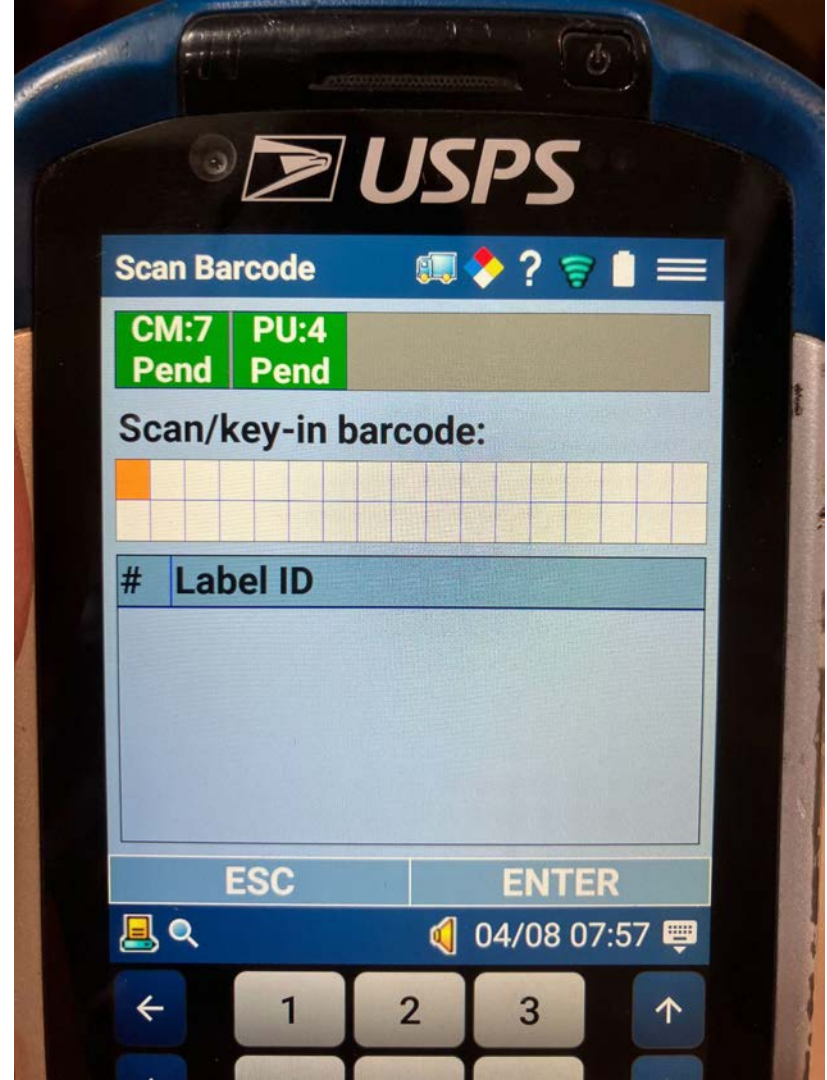 USPS
Scan Barcode ?
CM:7 PU:4
Pend Pend
Scan/key-in barcode:
# Label ID
ESC ENTER
04/08 07:57
← 1 2 3 ↑